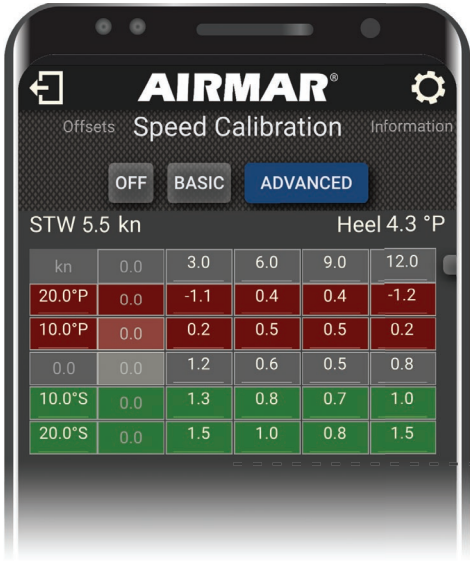 AIRMAR®
Offsets Speed Calibration Information
OFF BASIC ADVANCED
STW 5.5 kn Heel 4.3 °P
kn 0.0 3.0 6.0 9.0 12.0
20.0°P 0.0 -1.1 0.4 0.4 -1.2
10.0°P 0.0 0.2 0.5 0.5 0.2
0.0 0.0 1.2 0.6 0.5 0.8
10.0°S 0.0 1.3 0.8 0.7 1.0
20.0°S 0.0 1.5 1.0 0.8 1.5